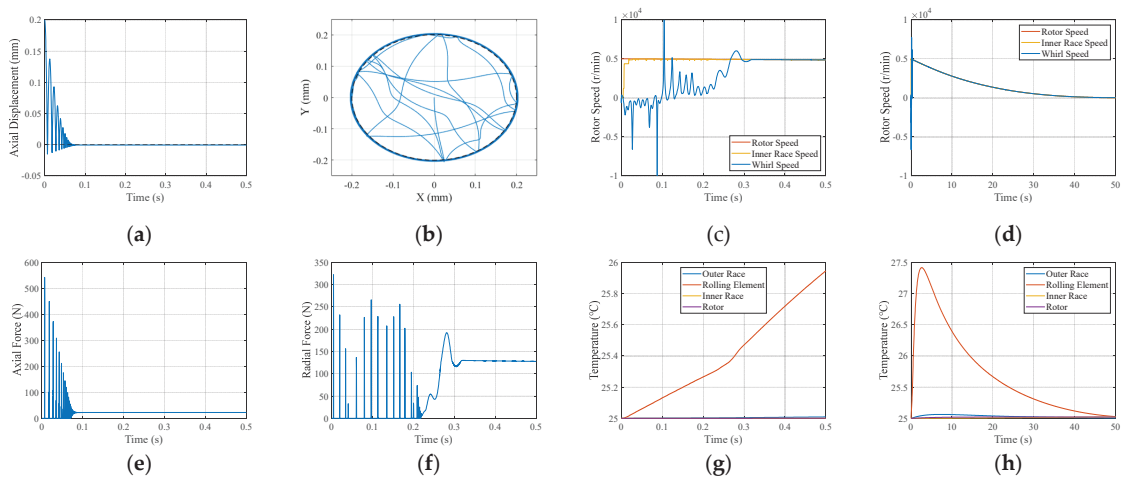 Axial Displacement (mm)
0.2
0.15
0.1
0.05
0
-0.05
0
0.1
0.2
0.3
0.4
0.5
Time (s)
(a)
Y (mm)
0.2
0.1
0
-0.1
-0.2
-0.2
-0.1
0
0.1
0.2
X (mm)
(b)
×10⁴
Rotor Speed (r/min)
1
0.5
0
-0.5
-1
Rotor Speed
Inner Race Speed
Whirl Speed
0
0.1
0.2
0.3
0.4
0.5
Time (s)
(c)
×10⁴
Rotor Speed (r/min)
1
0.5
0
-0.5
-1
Rotor Speed
Inner Race Speed
Whirl Speed
0
10
20
30
40
50
Time (s)
(d)
Axial Force (N)
600
500
400
300
200
100
0
0
0.1
0.2
0.3
0.4
0.5
Time (s)
(e)
Radial Force (N)
350
300
250
200
150
100
50
0
0
0.1
0.2
0.3
0.4
0.5
Time (s)
(f)
Temperature (℃)
26
25.8
25.6
25.4
25.2
25
Outer Race
Rolling Element
Inner Race
Rotor
0
0.1
0.2
0.3
0.4
0.5
Time (s)
(g)
Temperature (℃)
27.5
27
26.5
26
25.5
25
Outer Race
Rolling Element
Inner Race
Rotor
0
10
20
30
40
50
Time (s)
(h)